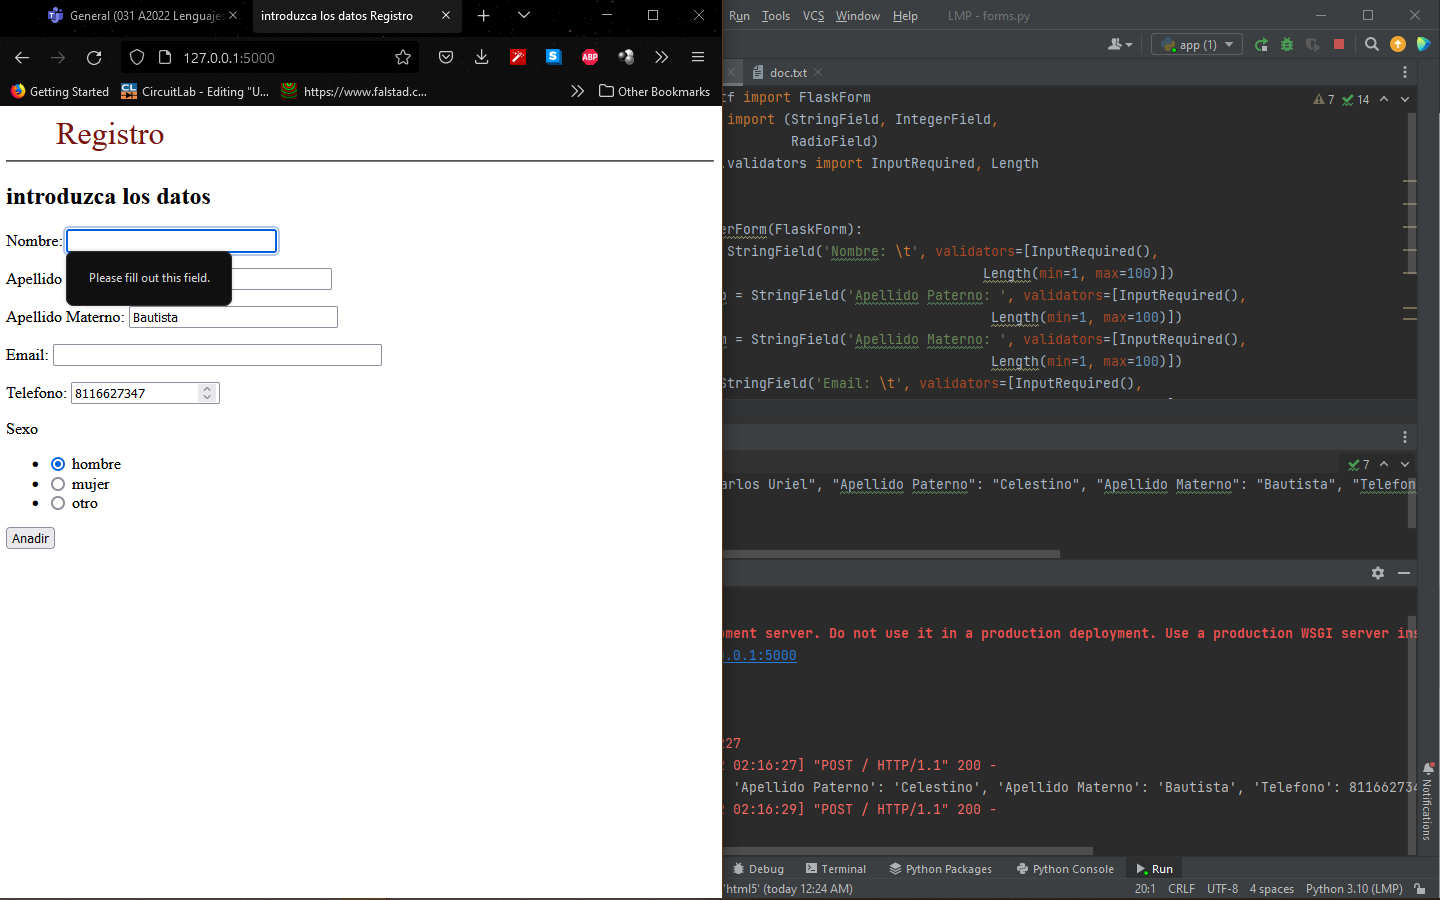 General (031 A2022 Lenguajes
introduzca los datos Registro
127.0.0.1:5000
S
ABP
Getting Started
CL
CircuitLab - Editing "U...
https://www.falstad.c...
Other Bookmarks
Registro
introduzca los datos
Nombre:
Please fill out this field.
Apellido
Apellido Materno: Bautista
Email:
Telefono: 8116627347
Sexo
hombre
mujer
otro
Anadir
Run Tools VCS Window Help LMP - forms.py
app (1)
doc.txt
tf import FlaskForm
7 14
import (StringField, IntegerField,
RadioField)
.validators import InputRequired, Length
erForm(FlaskForm):
StringField('Nombre: \t', validators=[InputRequired(),
Length(min=1, max=100)])
= StringField('Apellido Paterno: ', validators=[InputRequired(),
Length(min=1, max=100)])
= StringField('Apellido Materno: ', validators=[InputRequired(),
Length(min=1, max=100)])
StringField('Email: \t', validators=[InputRequired(),
7
arlos Uriel", "Apellido Paterno": "Celestino", "Apellido Materno": "Bautista", "Telefon
pment server. Do not use it in a production deployment. Use a production WSGI server ins
.0.1:5000
227
02:16:27] "POST / HTTP/1.1" 200 -
'Apellido Paterno': 'Celestino', 'Apellido Materno': 'Bautista', 'Telefono': 811662734
02:16:29] "POST / HTTP/1.1" 200 -
Notifications
Debug Terminal Python Packages Python Console Run
'html5' (today 12:24 AM) 20:1 CRLF UTF-8 4 spaces Python 3.10 (LMP)